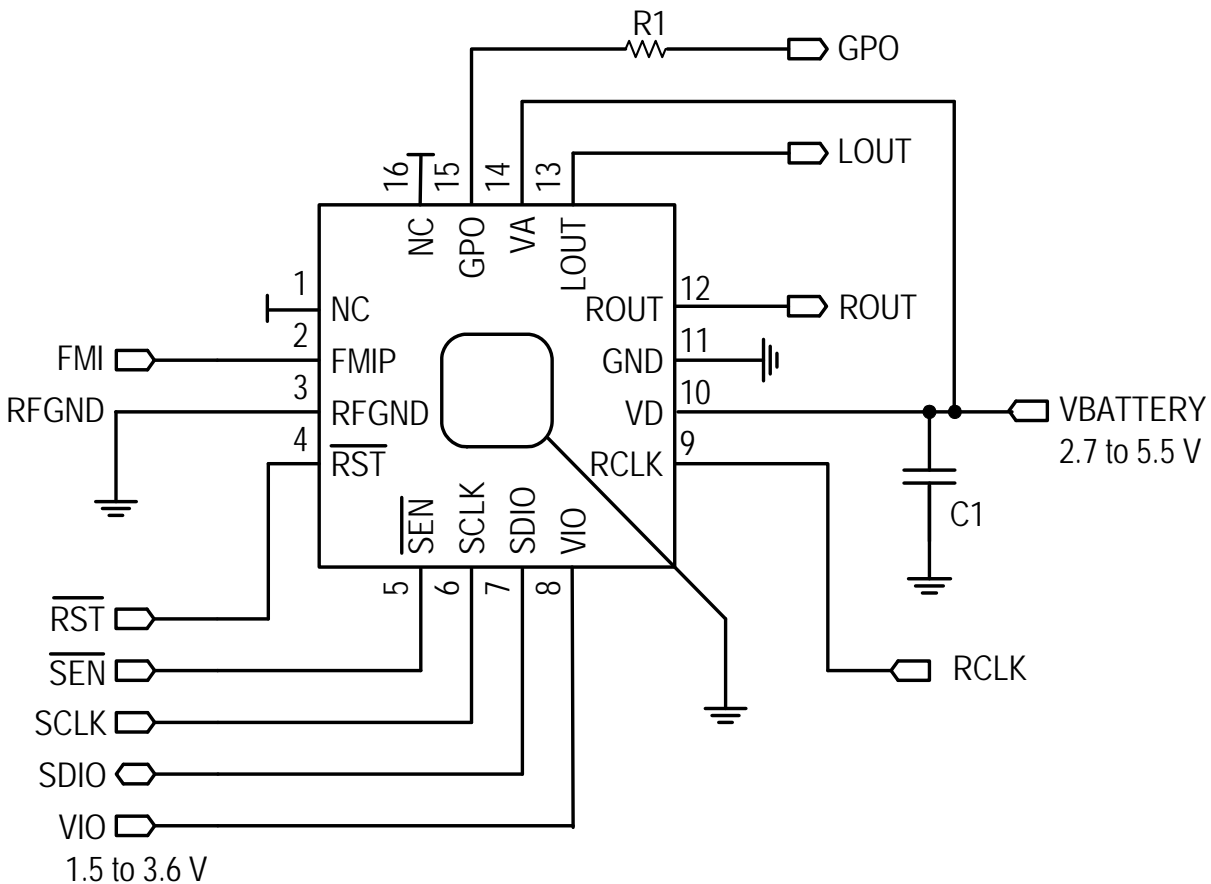 R1
GPO
LOUT
16
15
14
13
NC
GPO
VA
LOUT
1
NC
12
ROUT
ROUT
2
FMI
FMIP
11
GND
3
RFGND
RFGND
10
VD
VBATTERY
2.7 to 5.5 V
4
RST
9
RCLK
C1
SEN
SCLK
SDIO
VIO
5
6
7
8
RST
SEN
RCLK
SCLK
SDIO
VIO
1.5 to 3.6 V